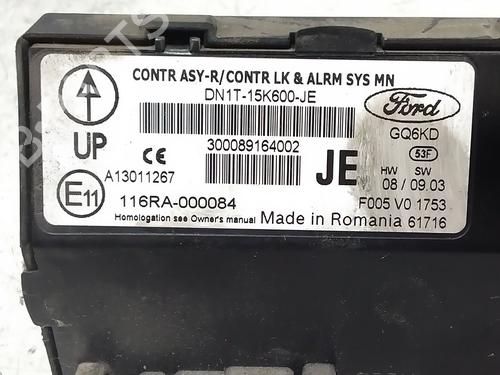 CONTR ASY-R/CONTR LK & ALRM SYS MN
DN1T-15K600-JE
Ford
UP
GQ6KD
53F
CE
300089164002
JE
HW SW
A13011267
08 / 09.03
E11
116RA-000084
F005 V0 1753
Homologation see Owner's manual Made in Romania 61716